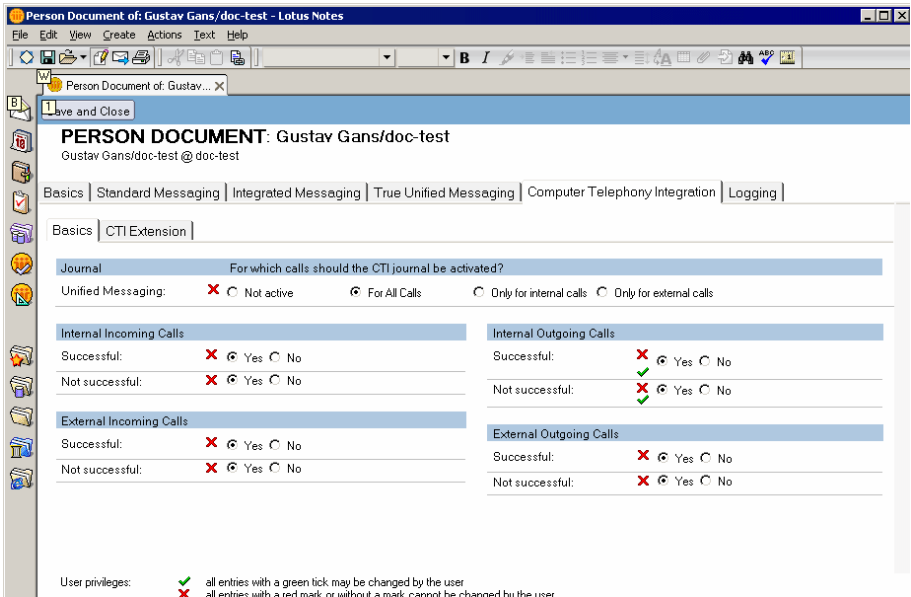 Person Document of: Gustav Gans/doc-test - Lotus Notes
File Edit View Create Actions Text Help
B I
W
Person Document of: Gustav...
B
1 ave and Close
18
PERSON DOCUMENT: Gustav Gans/doc-test
Gustav Gans/doc-test @ doc-test
Basics Standard Messaging Integrated Messaging True Unified Messaging Computer Telephony Integration Logging
Basics CTI Extension
Journal For which calls should the CTI journal be activated?
Unified Messaging: Not active For All Calls Only for internal calls Only for external calls
Internal Incoming Calls
Successful: Yes No
Not successful: Yes No
External Incoming Calls
Successful: Yes No
Not successful: Yes No
Internal Outgoing Calls
Successful: Yes No
Not successful: Yes No
External Outgoing Calls
Successful: Yes No
Not successful: Yes No
User privileges: all entries with a green tick may be changed by the user
all entries with a red mark or without a mark cannot be changed by the user